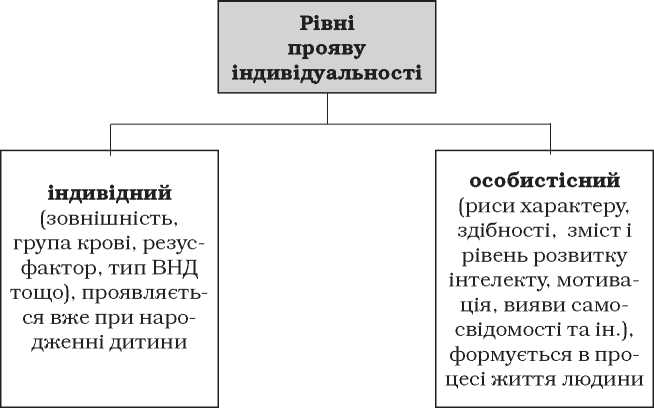 Рівні
прояву
індивідуальності
індивідний
(зовнішність,
група крові, резус-
фактор, тип ВНД
тощо), проявляєть-
ся вже при наро-
дженні дитини
особистісний
(риси характеру,
здібності, зміст і
рівень розвитку
інтелекту, мотива-
ція, вияви само-
свідомості та ін.),
формується в про-
цесі життя людини